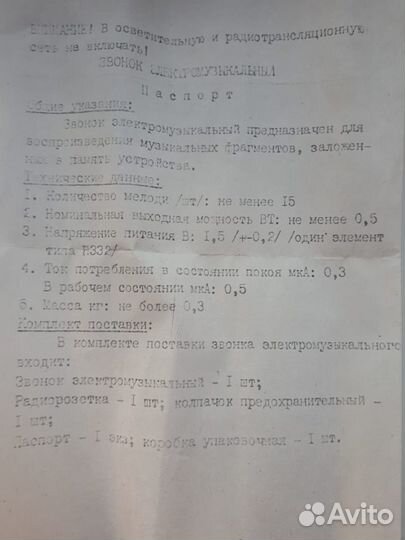 ВНИМАНИЕ! В осветительную и радиотрансляционную
сеть не включать!
ЗВОНОК ЭЛЕКТРОМУЗЫКАЛЬНЫЙ
Паспорт
Общие указания:
Звонок электромузыкальный предназначен для
воспроизведения музыкальных фрагментов, заложен-
ных в память устройства.
Технические данные:
1. Количество мелоди /шт/: не менее 15
2. Номинальная выходная мощность ВТ: не менее 0,5
3. Напряжение питания В: 1,5 /+-0,2/ /один элемент
типа R332/
4. Ток потребления в состоянии покоя мкА: 0,3
В рабочем состоянии мкА: 0,5
6. Масса кг: не более 0,3
Комплект поставки:
В комплекте поставки звонка электромузыкального
входит:
Звонок электромузыкальный - 1 шт;
Радиорозетка - 1 шт; колпачок предохранительный -
1 шт;
Паспорт - 1 экз; коробка упаковочная - 1 шт.
Avito